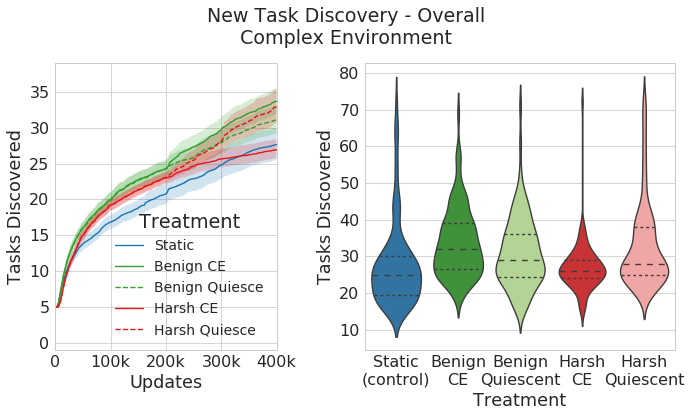 New Task Discovery - Overall
Complex Environment
Tasks Discovered
35
30
25
20
15
10
5
0
0
100k
200k
300k
400k
Updates
Treatment
Static
Benign CE
Benign Quiesce
Harsh CE
Harsh Quiesce
Tasks Discovered
80
70
60
50
40
30
20
10
Static
(control)
Benign
CE
Benign
Quiescent
Harsh
CE
Harsh
Quiescent
Treatment